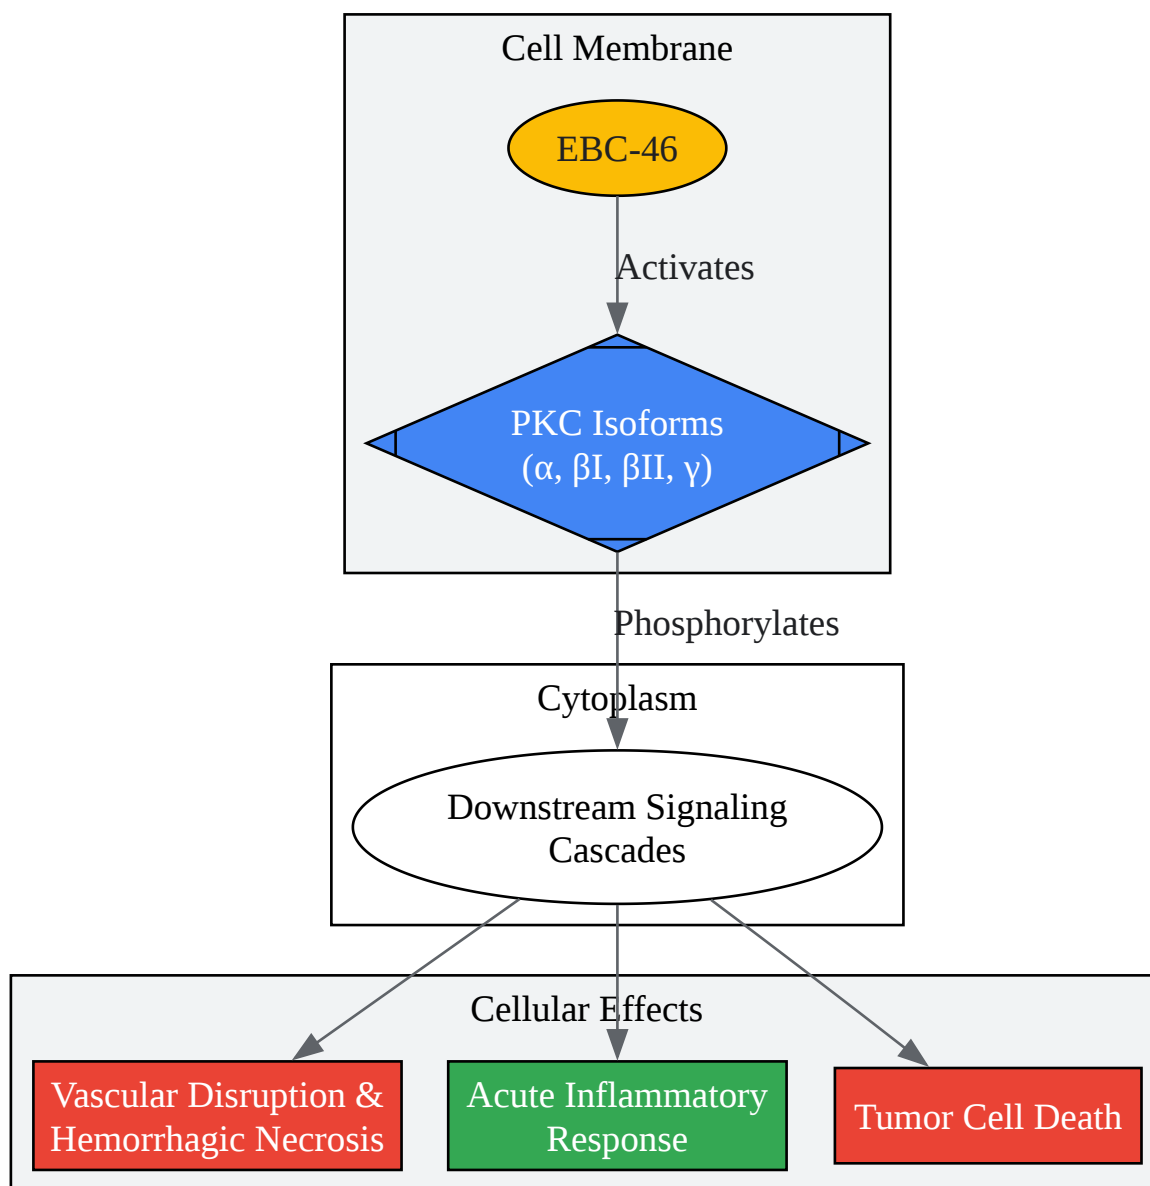 Cell Membrane
EBC-46
Activates
PKC Isoforms
(α, βI, βII, γ)
Phosphorylates
Cytoplasm
Downstream Signaling
Cascades
Cellular Effects
Vascular Disruption &
Hemorrhagic Necrosis
Acute Inflammatory
Response
Tumor Cell Death